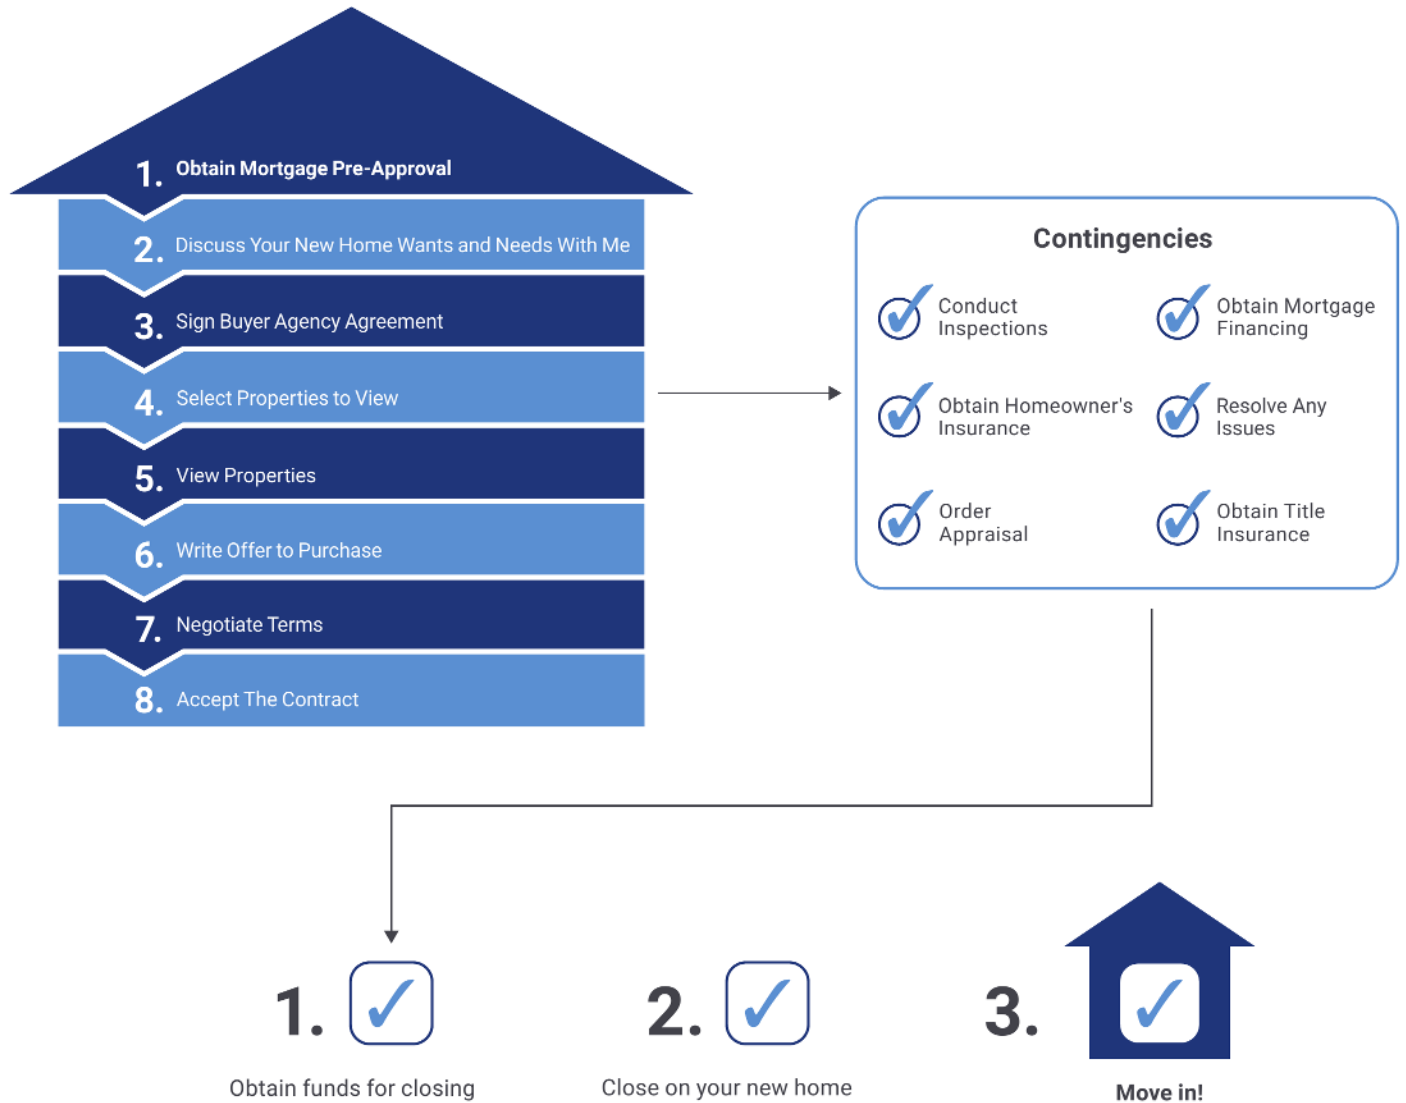 1. Obtain Mortgage Pre-Approval
2. Discuss Your New Home Wants and Needs With Me
3. Sign Buyer Agency Agreement
4. Select Properties to View
5. View Properties
6. Write Offer to Purchase
7. Negotiate Terms
8. Accept The Contract
Contingencies
Conduct
Inspections
Obtain Mortgage
Financing
Obtain Homeowner's
Insurance
Resolve Any
Issues
Order
Appraisal
Obtain Title
Insurance
1.
Obtain funds for closing
2.
Close on your new home
3.
Move in!